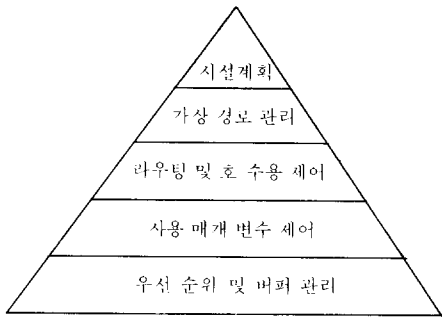 시설계획
가상 경로 관리
라우팅 및 호 수용 제어
사용 매개 변수 제어
우선 순위 및 버퍼 관리